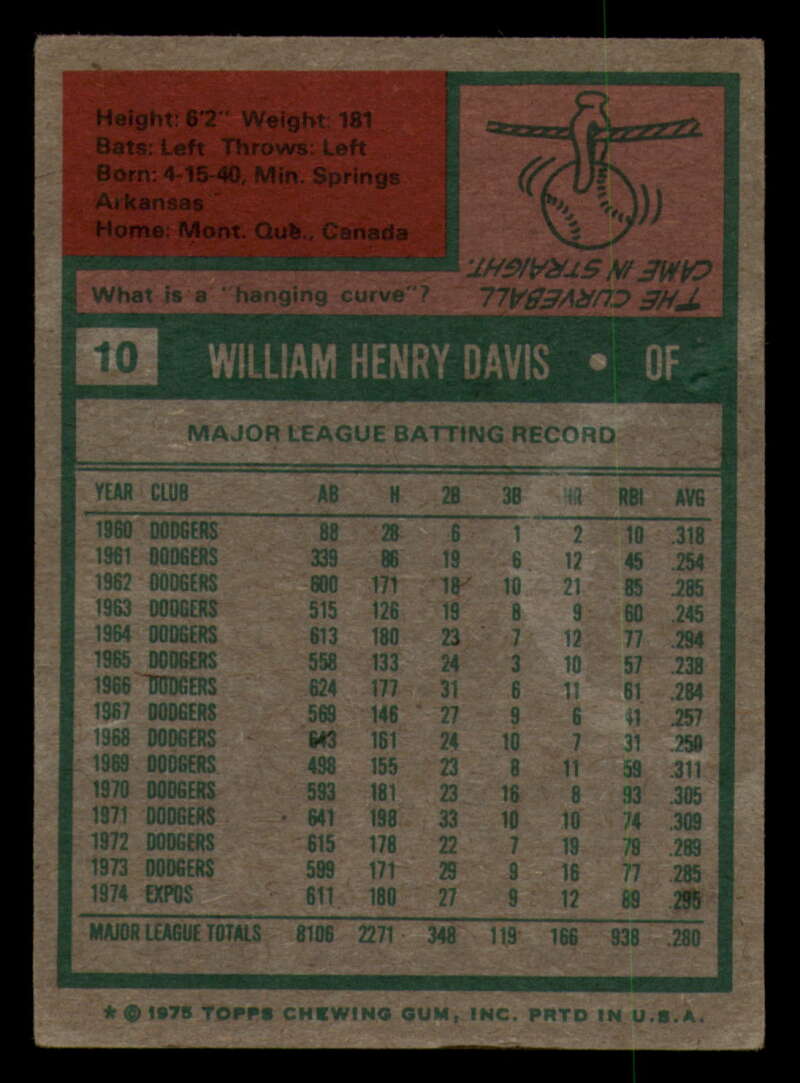 Height: 6'2" Weight: 181
Bats: Left Throws: Left
Born: 4-15-40, Min. Springs
Arkansas
Home: Mont. Que., Canada
What is a "hanging curve"?
THE CURVEBALL
CAME IN STRAIGHT.
10 WILLIAM HENRY DAVIS • OF
MAJOR LEAGUE BATTING RECORD
YEAR CLUB AB H 2B 3B HR RBI AVG
1960 DODGERS 88 28 6 1 2 10 .318
1961 DODGERS 339 86 19 6 12 45 .254
1962 DODGERS 600 171 18 10 21 85 .285
1963 DODGERS 515 126 19 8 9 60 .245
1964 DODGERS 613 180 23 7 12 77 .294
1965 DODGERS 558 133 24 3 10 57 .238
1966 DODGERS 624 177 31 6 11 61 .284
1967 DODGERS 569 146 27 9 6 41 .257
1968 DODGERS 643 161 24 10 7 31 .250
1969 DODGERS 498 155 23 8 11 59 .311
1970 DODGERS 593 181 23 16 8 93 .305
1971 DODGERS 641 198 33 10 10 74 .309
1972 DODGERS 615 178 22 7 19 79 .289
1973 DODGERS 599 171 29 9 16 77 .285
1974 EXPOS 611 180 27 9 12 89 .295
MAJOR LEAGUE TOTALS 8106 2271 348 119 166 938 .280
* © 1975 TOPPS CHEWING GUM, INC. PRTD IN U.S.A.